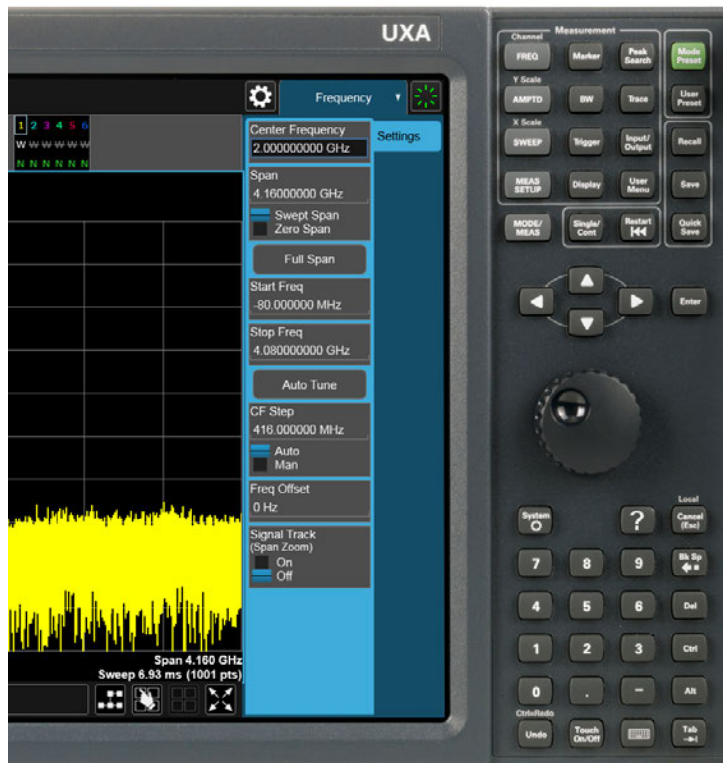 UXA
Frequency
1 2 3 4 5 6
W W W W W W
N N N N N N
Settings
Center Frequency
2.000000000 GHz
Span
4.16000000 GHz
Swept Span
Zero Span
Full Span
Start Freq
-80.000000 MHz
Stop Freq
4.080000000 GHz
Auto Tune
CF Step
416.000000 MHz
Auto
Man
Freq Offset
0 Hz
Signal Track
(Span Zoom)
On
Off
Span 4.160 GHz
Sweep 6.93 ms (1001 pts)
Measurement
Channel
FREQ
Marker
Peak
Search
Mode
Preset
Y Scale
AMPTD
BW
Trace
User
Preset
X Scale
SWEEP
Trigger
Input/
Output
Recall
MEAS
SETUP
Display
User
Menu
Save
MODE/
MEAS
Single/
Cont
Restart
Quick
Save
Enter
Local
System
?
Cancel
(Esc)
7
8
9
Bk Sp
4
5
6
Del
1
2
3
Ctrl
0
.
-
Alt
Ctrl=Redo
Undo
Touch
On/Off
Tab